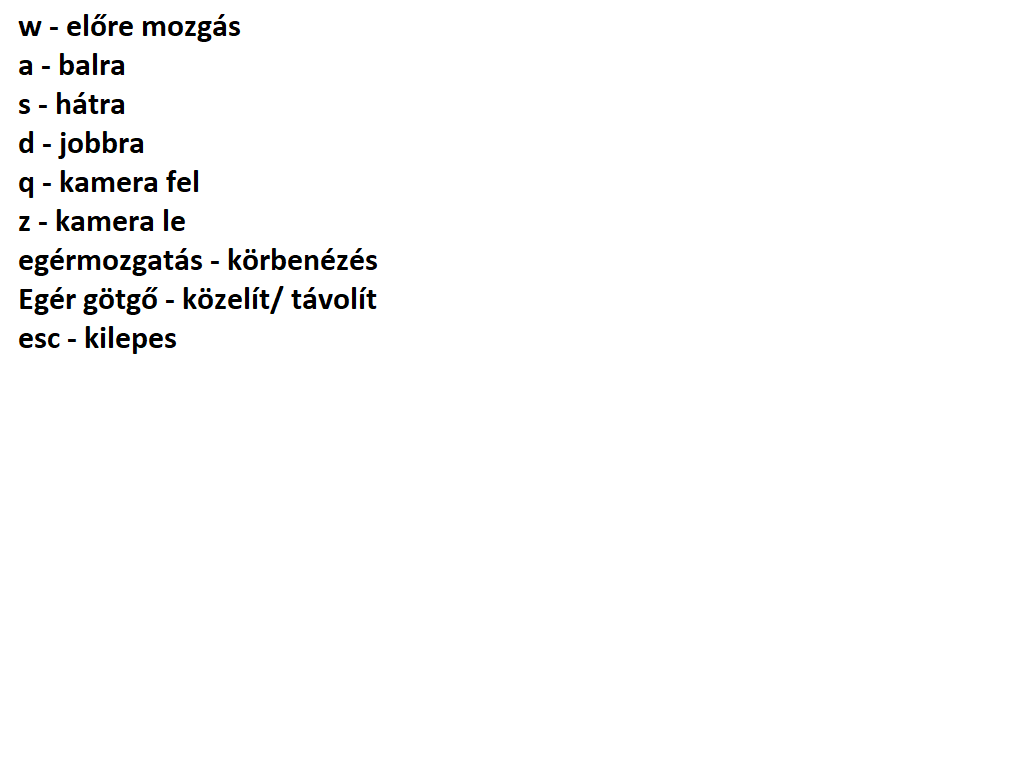 w - előre mozgás
a - balra
s - hátra
d - jobbra
q - kamera fel
z - kamera le
egérmozgatás - körbenézés
Egér götgő - közelít/ távolít
esc - kilepes